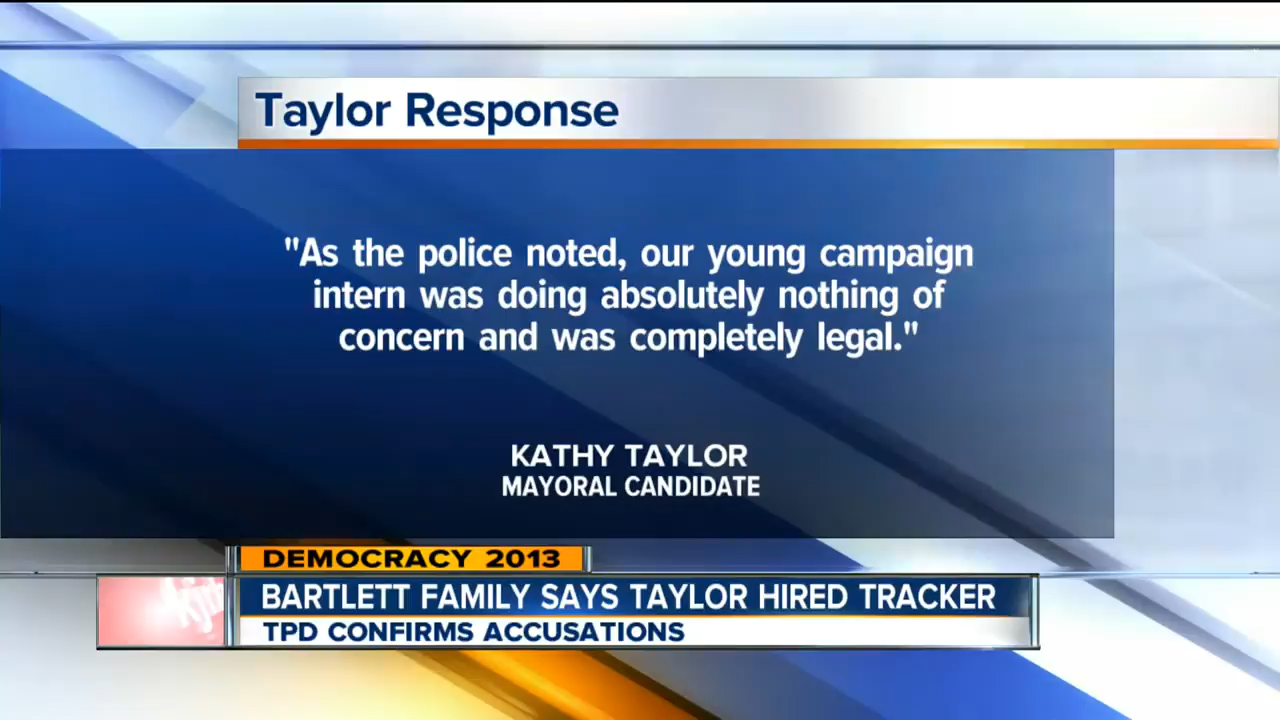 Taylor Response
"As the police noted, our young campaign
intern was doing absolutely nothing of
concern and was completely legal."
KATHY TAYLOR
MAYORAL CANDIDATE
DEMOCRACY 2013
BARTLETT FAMILY SAYS TAYLOR HIRED TRACKER
TPD CONFIRMS ACCUSATIONS